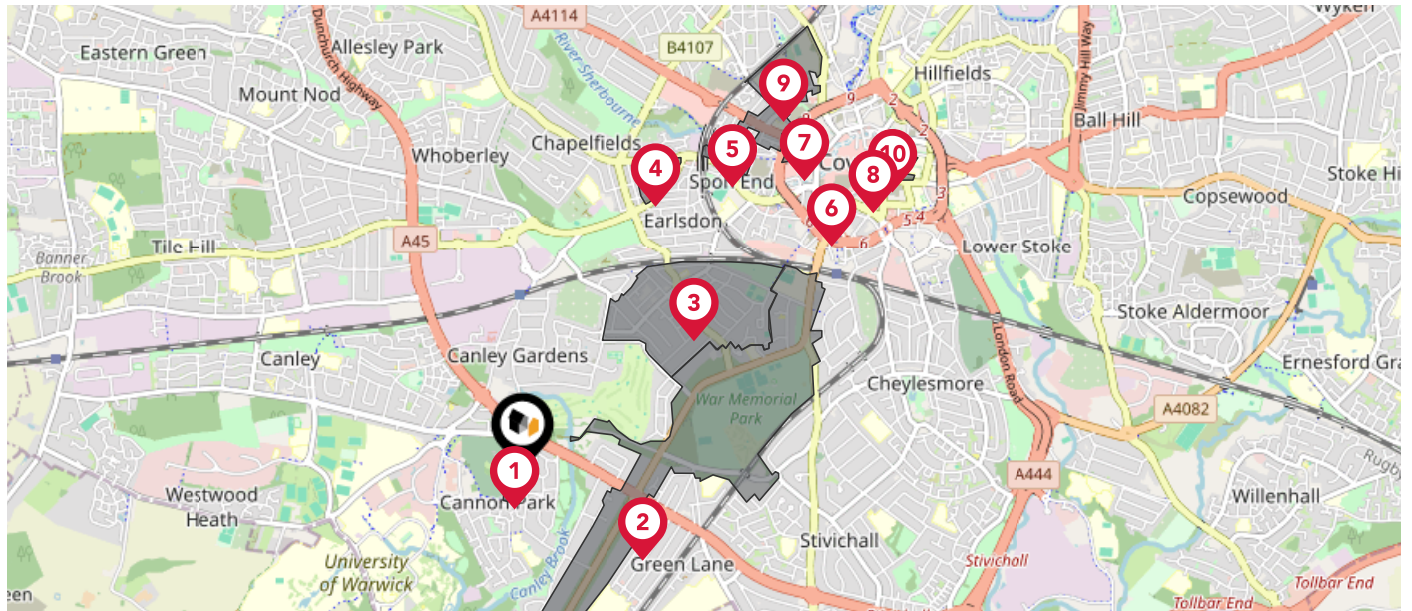 A4114
Wyken
Eastern Green
Allesley Park
B4107
Dunchurch Highway
River Sherbourne
Hillfields
Jimmy Hill Way
Mount Nod
9
9
2
2
Ball Hill
Chapelfields
Whoberley
7
10
5
4
8
Stoke Hi
Spon End
Cov
3
Copsewood
6
Earlsdon
5-4
6
A45
Tile Hill
Lower Stoke
Banner
Brook
3
Stoke Aldermoor
London Road
Canley
Canley Gardens
Ernesford Gra
Cheylesmore
War Memorial
Park
A4082
1
A444
Rugby
Westwood
Heath
Cannon Park
Willenhall
2
Stivichall
University
of Warwick
Canley Brook
Green Lane
Stivichall
Tollbar End
Tollbar End
een